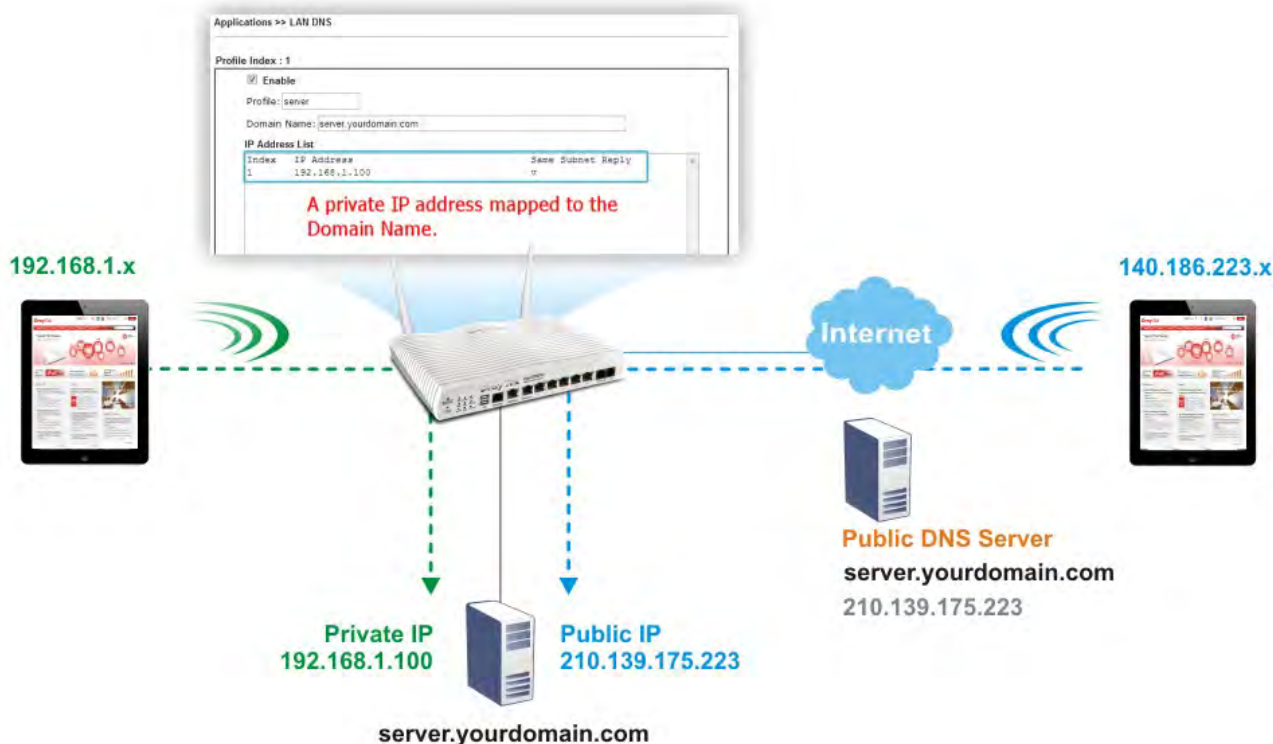 Applications >> LAN DNS
Profile Index : 1
Enable
Profile: server
Domain Name: server.yourdomain.com
IP Address List
Index IP Address Same Subnet Reply
1 192.168.1.100 v
A private IP address mapped to the
Domain Name.
192.168.1.x
140.186.223.x
Internet
Public DNS Server
server.yourdomain.com
210.139.175.223
Private IP
192.168.1.100
Public IP
210.139.175.223
server.yourdomain.com